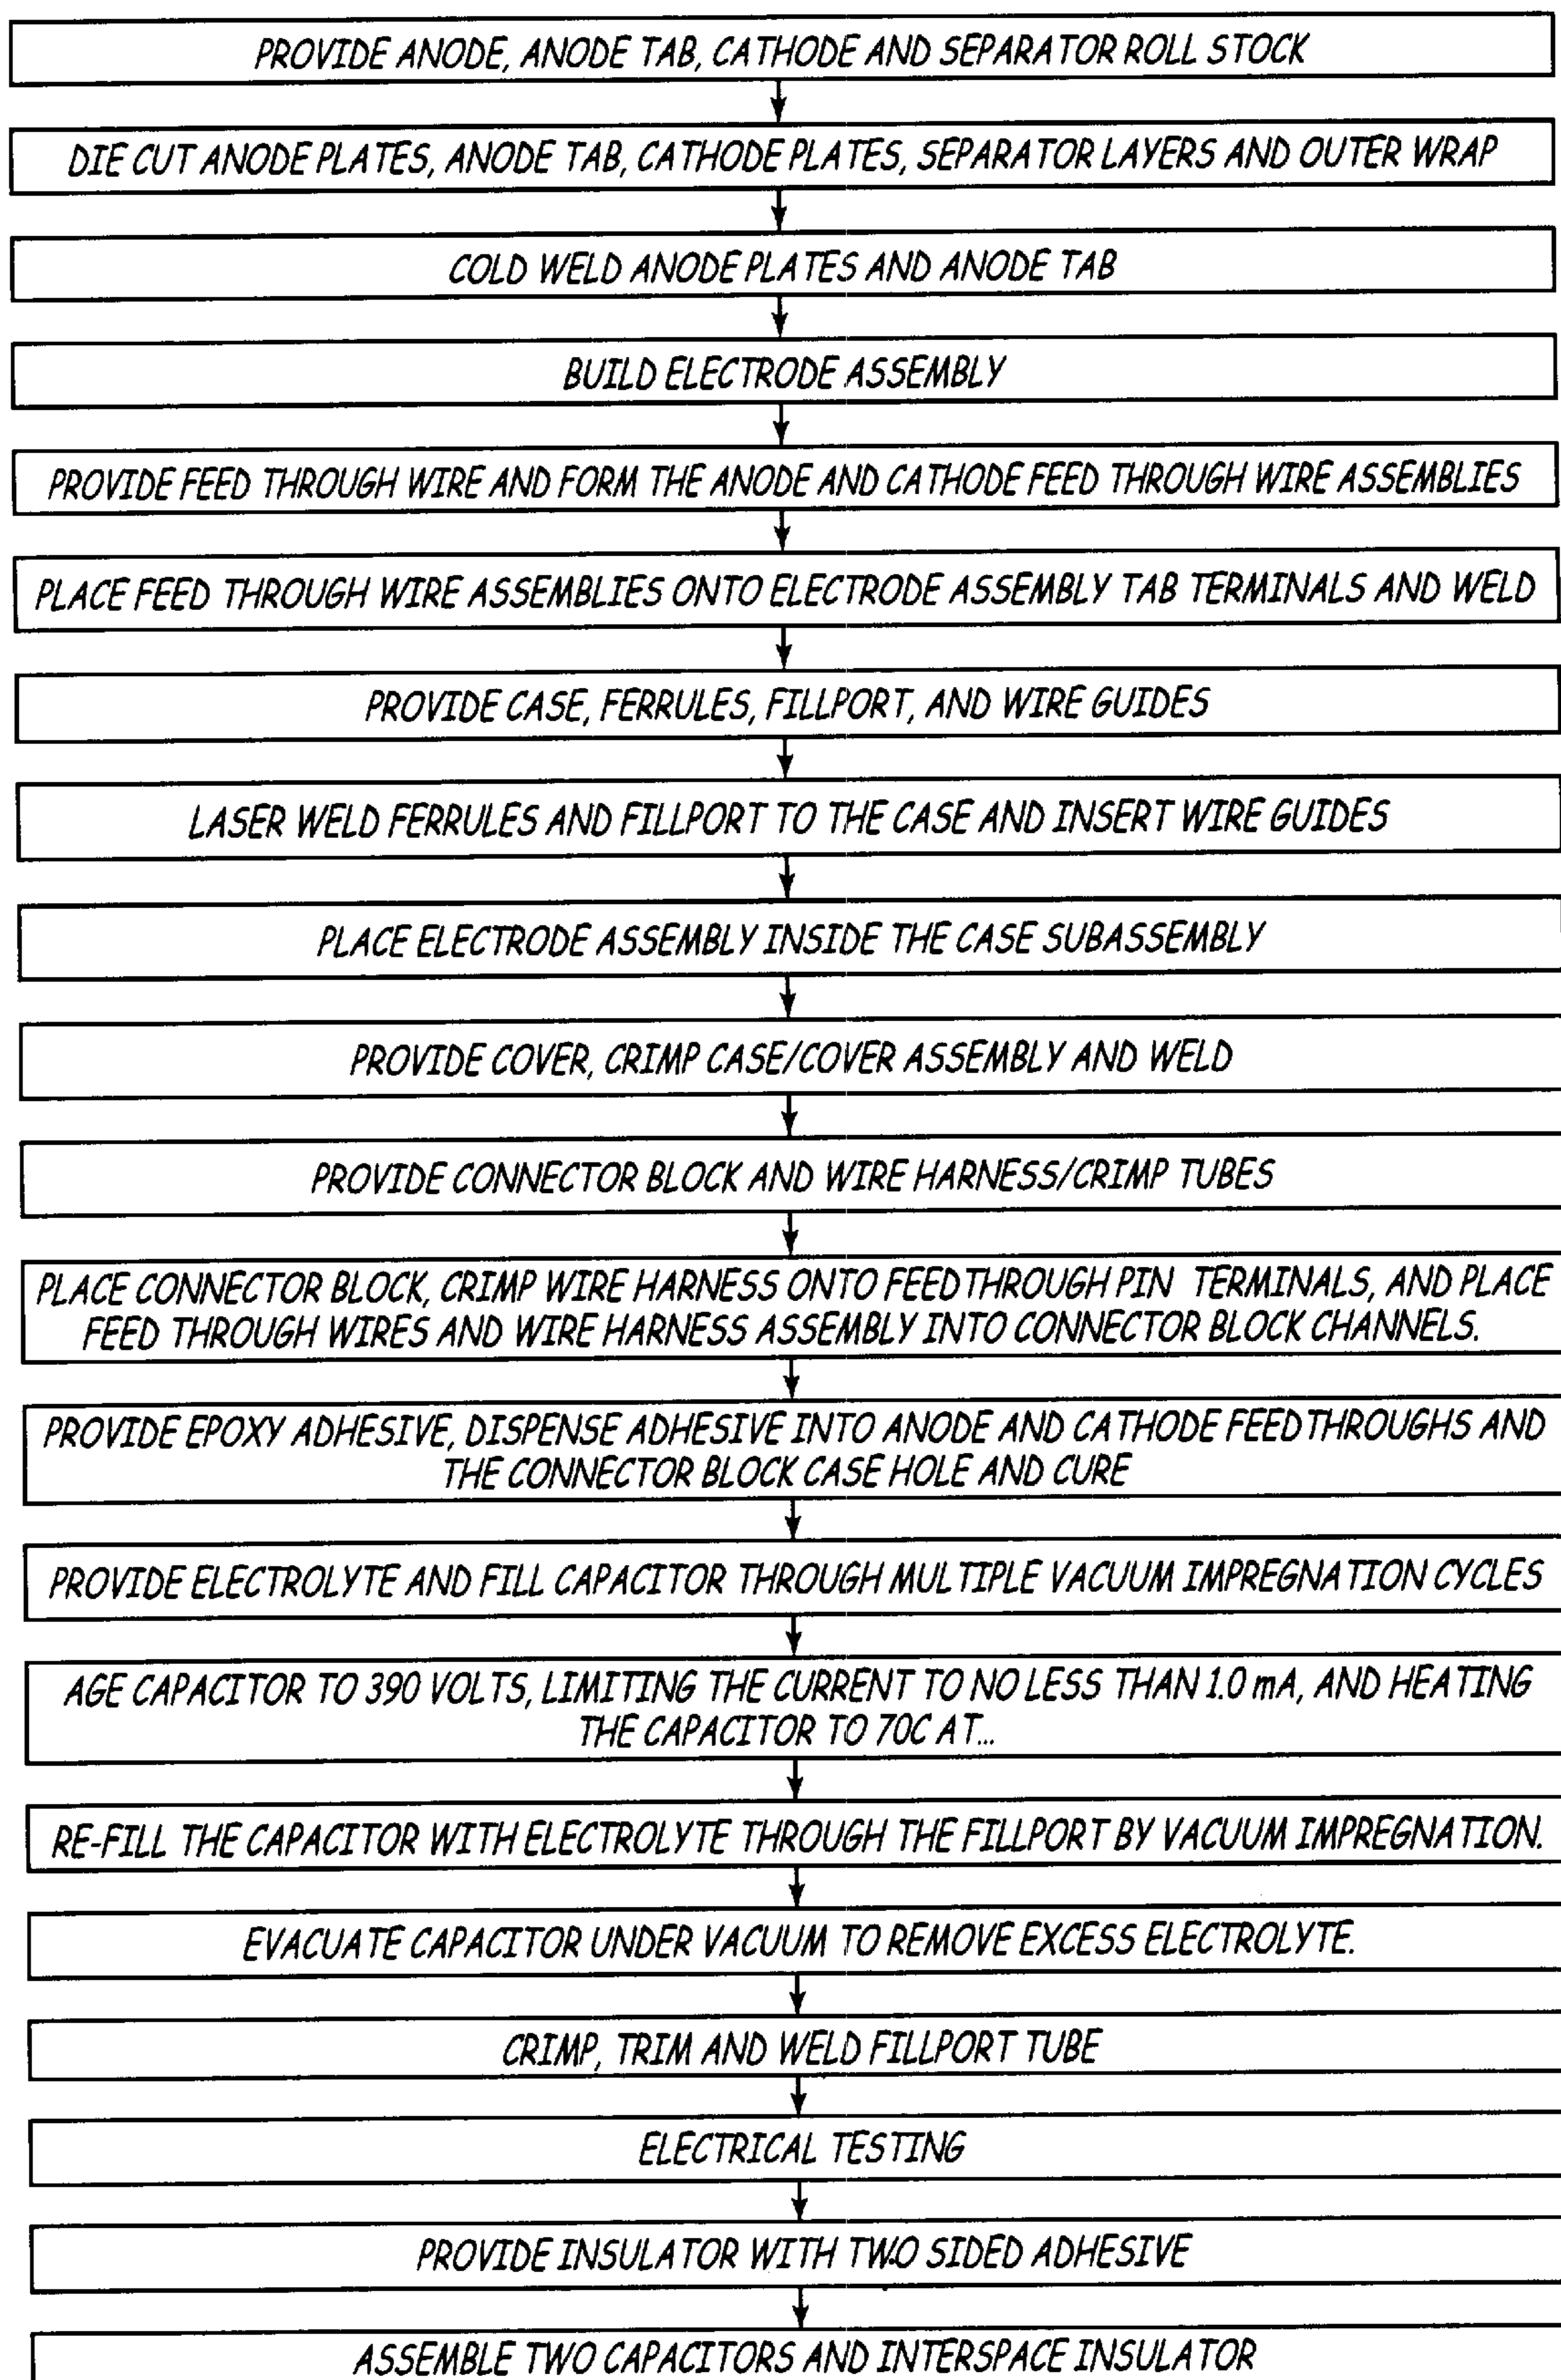 PROVIDE ANODE, ANODE TAB, CATHODE AND SEPARATOR ROLL STOCK
DIE CUT ANODE PLATES, ANODE TAB, CATHODE PLATES, SEPARATOR LAYERS AND OUTER WRAP
COLD WELD ANODE PLATES AND ANODE TAB
BUILD ELECTRODE ASSEMBLY
PROVIDE FEED THROUGH WIRE AND FORM THE ANODE AND CATHODE FEED THROUGH WIRE ASSEMBLIES
PLACE FEED THROUGH WIRE ASSEMBLIES ONTO ELECTRODE ASSEMBLY TAB TERMINALS AND WELD
PROVIDE CASE, FERRULES, FILLPORT, AND WIRE GUIDES
LASER WELD FERRULES AND FILLPORT TO THE CASE AND INSERT WIRE GUIDES
PLACE ELECTRODE ASSEMBLY INSIDE THE CASE SUBASSEMBLY
PROVIDE COVER, CRIMP CASE/COVER ASSEMBLY AND WELD
PROVIDE CONNECTOR BLOCK AND WIRE HARNESS/CRIMP TUBES
PLACE CONNECTOR BLOCK, CRIMP WIRE HARNESS ONTO FEEDTHROUGH PIN TERMINALS, AND PLACE
FEED THROUGH WIRES AND WIRE HARNESS ASSEMBLY INTO CONNECTOR BLOCK CHANNELS.
PROVIDE EPOXY ADHESIVE, DISPENSE ADHESIVE INTO ANODE AND CATHODE FEEDTHROUGHS AND
THE CONNECTOR BLOCK CASE HOLE AND CURE
PROVIDE ELECTROLYTE AND FILL CAPACITOR THROUGH MULTIPLE VACUUM IMPREGNATION CYCLES
AGE CAPACITOR TO 390 VOLTS, LIMITING THE CURRENT TO NO LESS THAN 1.0 mA, AND HEATING
THE CAPACITOR TO 70C AT...
RE-FILL THE CAPACITOR WITH ELECTROLYTE THROUGH THE FILLPORT BY VACUUM IMPREGNATION.
EVACUATE CAPACITOR UNDER VACUUM TO REMOVE EXCESS ELECTROLYTE.
CRIMP, TRIM AND WELD FILLPORT TUBE
ELECTRICAL TESTING
PROVIDE INSULATOR WITH TWO SIDED ADHESIVE
ASSEMBLE TWO CAPACITORS AND INTERSPACE INSULATOR